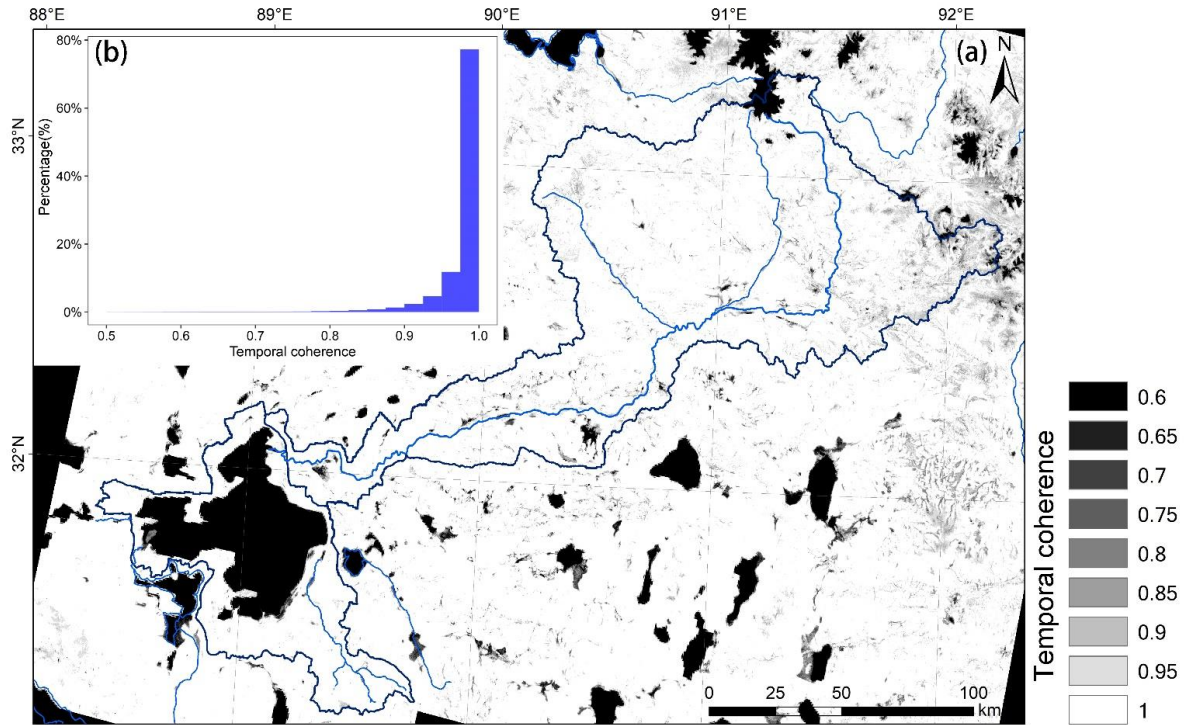 88°E 89°E 90°E 91°E 92°E
33°N
32°N
(a)
N
(b)
80%
60%
40%
20%
0%
Percentage(%)
0.5 0.6 0.7 0.8 0.9 1.0
Temporal coherence
0 25 50 100
km
Temporal coherence
0.6
0.65
0.7
0.75
0.8
0.85
0.9
0.95
1